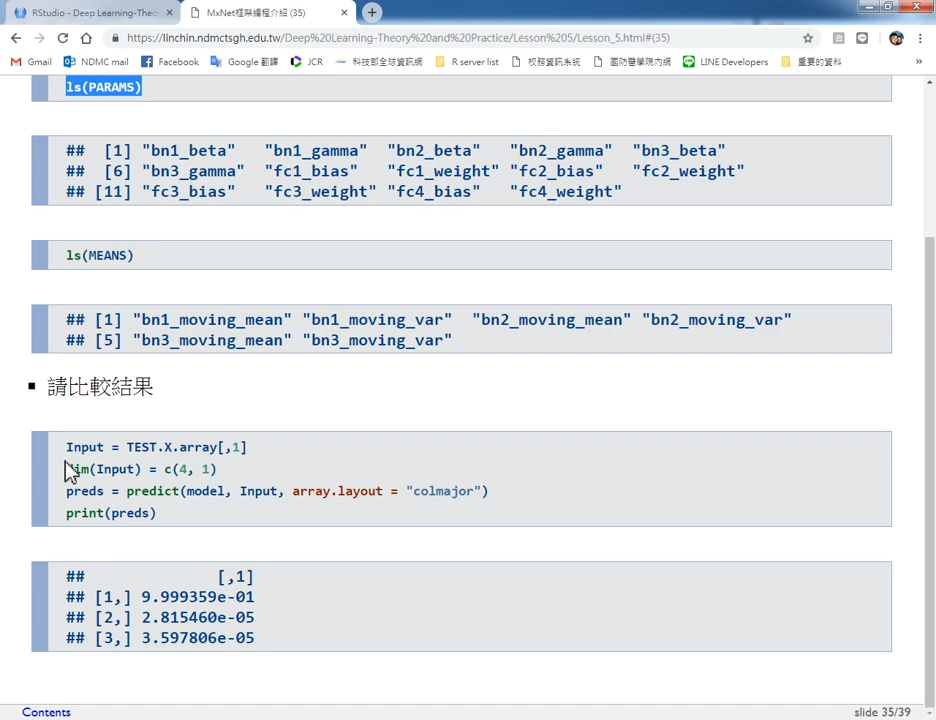 RStudio - Deep Learning-Theo
MxNet框架編程介紹 (35)
https://linchin.ndmctsgh.edu.tw/Deep%20Learning-Theory%20and%20Practice/Lesson%205/Lesson_5.html#(35)
Gmail NDMC mail Facebook Google 翻譯 JCR 科技部全球資訊網 R server list 校務資訊系統 國防醫學院內網 LINE Developers 重要的資料 »
ls(PARAMS)
## [1] "bn1_beta" "bn1_gamma" "bn2_beta" "bn2_gamma" "bn3_beta"
## [6] "bn3_gamma" "fc1_bias" "fc1_weight" "fc2_bias" "fc2_weight"
## [11] "fc3_bias" "fc3_weight" "fc4_bias" "fc4_weight"
ls(MEANS)
## [1] "bn1_moving_mean" "bn1_moving_var" "bn2_moving_mean" "bn2_moving_var"
## [5] "bn3_moving_mean" "bn3_moving_var"
▪ 請比較結果
Input = TEST.X.array[,1]
dim(Input) = c(4, 1)
preds = predict(model, Input, array.layout = "colmajor")
print(preds)
## [,1]
## [1,] 9.999359e-01
## [2,] 2.815460e-05
## [3,] 3.597806e-05
Contents
slide 35/39